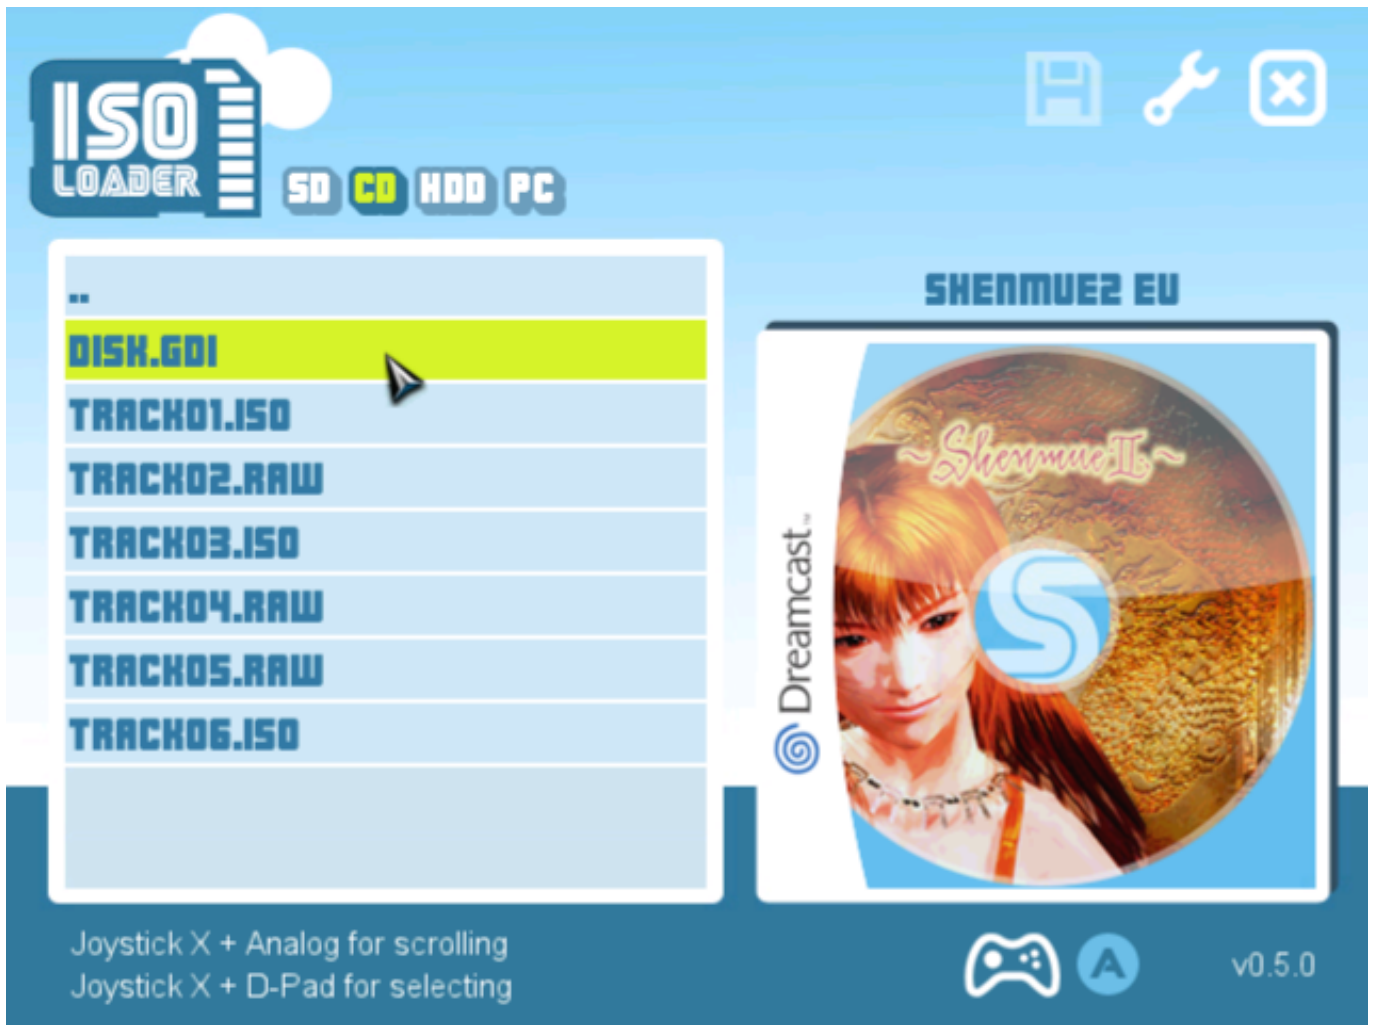 ISO
LOADER
SD CD HDD PC
..
DISK.GDI
TRACK01.ISO
TRACK02.RAW
TRACK03.ISO
TRACK04.RAW
TRACK05.RAW
TRACK06.ISO
SHENMUE2 EU
~Shenmue II~
Dreamcast™
S
Joystick X + Analog for scrolling
Joystick X + D-Pad for selecting
A
v0.5.0